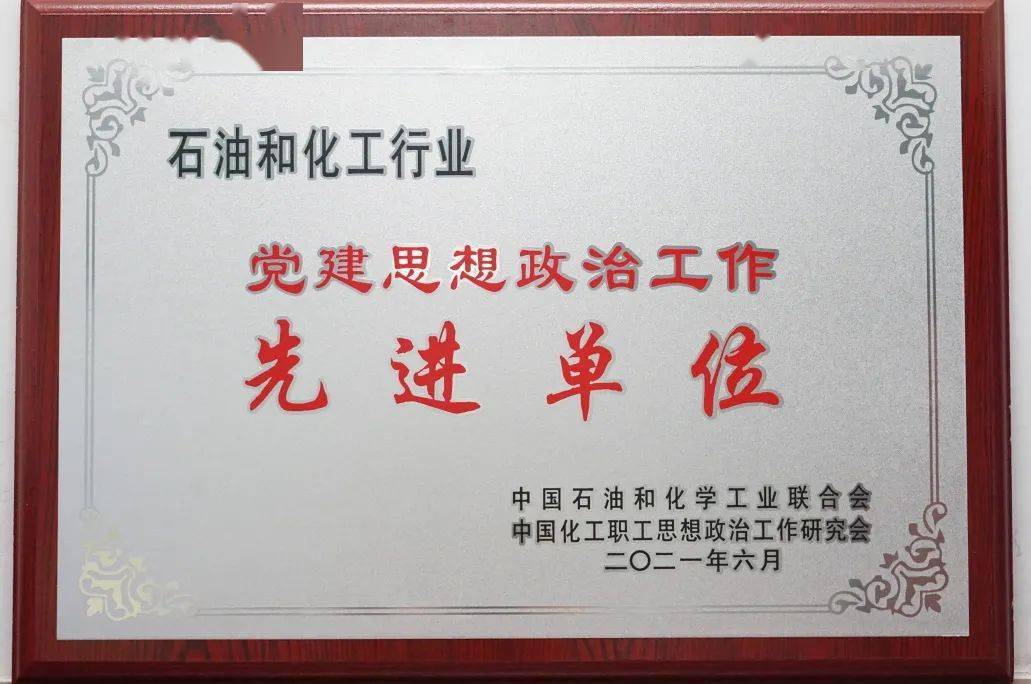 石油和化工行业
党建思想政治工作
先进单位
中国石油和化学工业联合会
中国化工职工思想政治工作研究会
二〇二一年六月